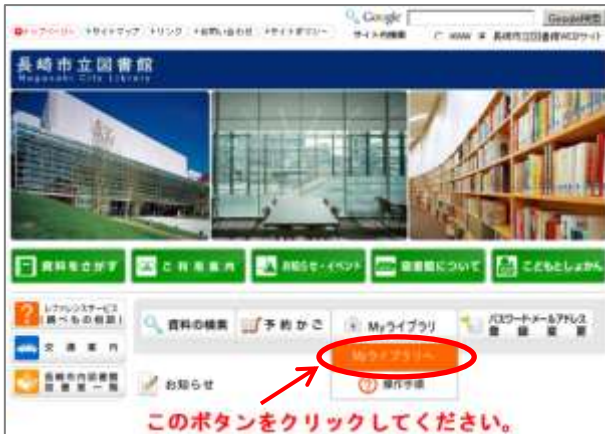 Google
Google検索
トップページ サイトマップ リンク お問い合わせ サイトポリシー
サイト内検索 WWW 長崎市立図書館WEBサイト
長崎市立図書館
Nagasaki City Library
資料をさがす ご利用案内 お知らせ・イベント 図書館について こどもとしょかん
レファレンスサービス
(調べもの相談)
資料の検索 予約かご Myライブラリ
パスワード・メールアドレス
登録変更
交通案内
Myライブラリへ
長崎市内図書館
図書室一覧
お知らせ
操作手順
このボタンをクリックしてください。